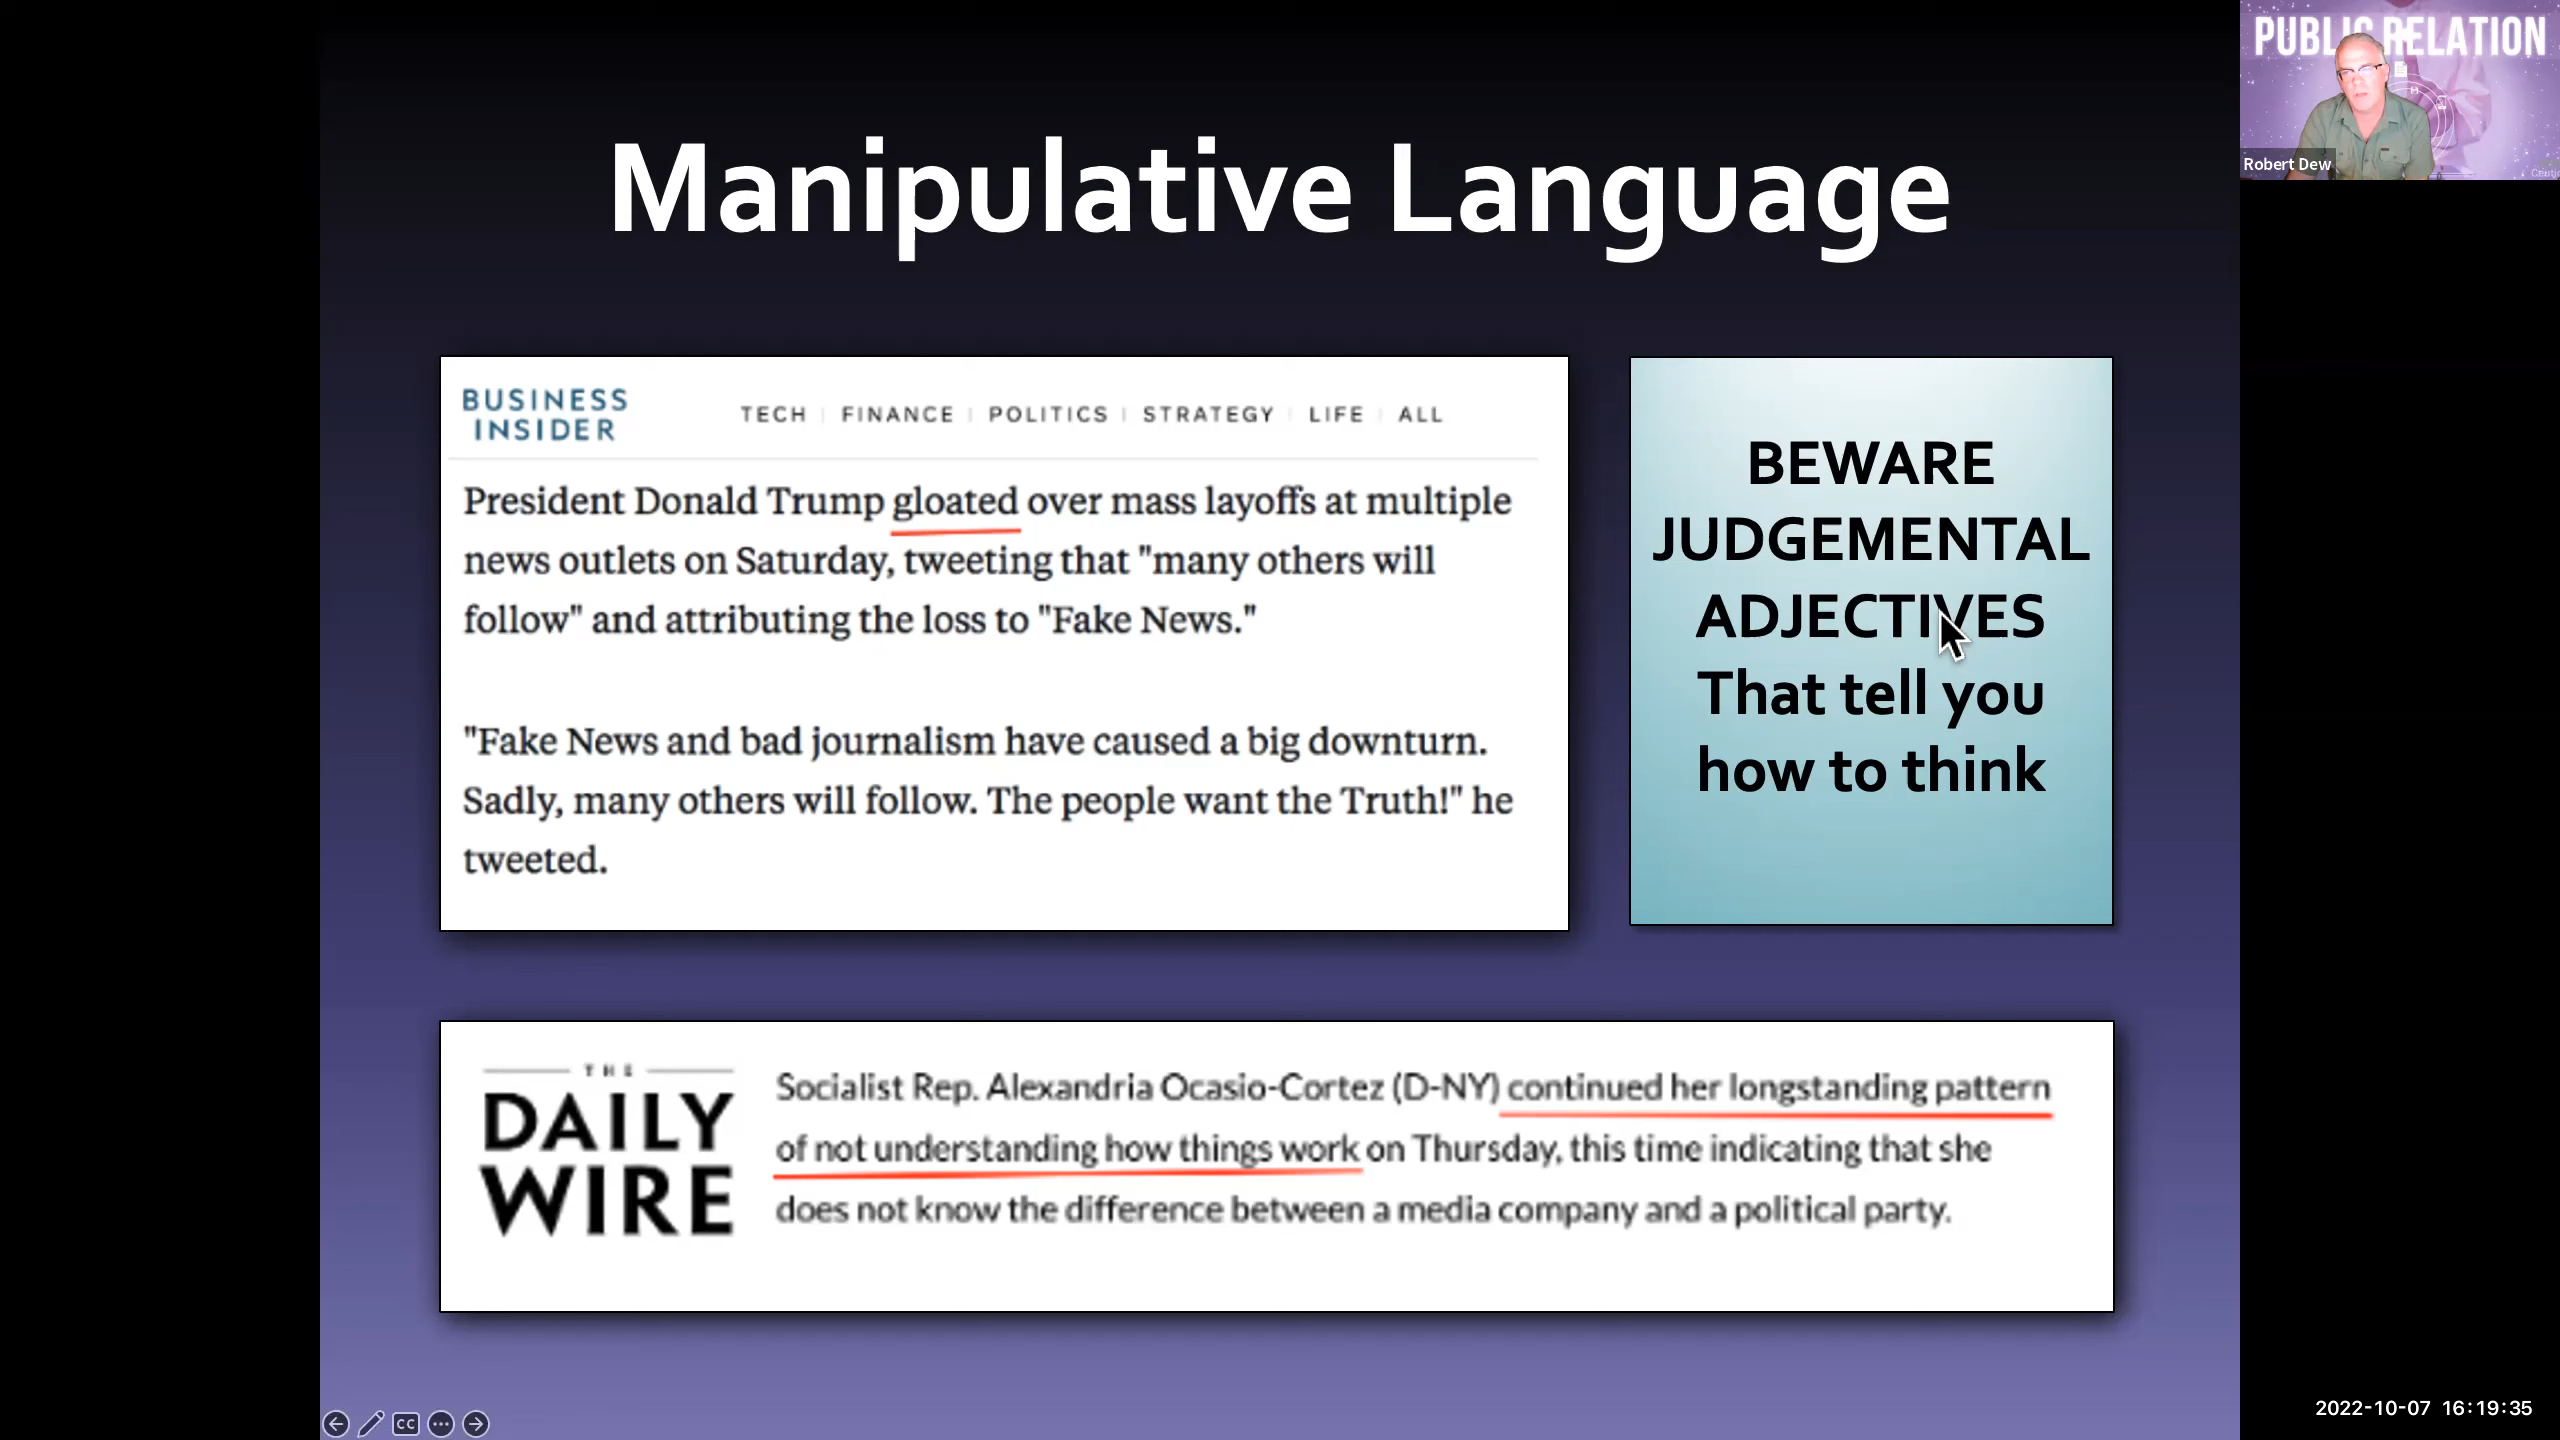 PUBLIC RELATION
Robert Dew
Manipulative Language
BUSINESS
INSIDER
TECH | FINANCE | POLITICS | STRATEGY | LIFE | ALL
President Donald Trump gloated over mass layoffs at multiple
news outlets on Saturday, tweeting that "many others will
follow" and attributing the loss to "Fake News."
"Fake News and bad journalism have caused a big downturn.
Sadly, many others will follow. The people want the Truth!" he
tweeted.
BEWARE
JUDGEMENTAL
ADJECTIVES
That tell you
how to think
THE
DAILY
WIRE
Socialist Rep. Alexandria Ocasio-Cortez (D-NY) continued her longstanding pattern
of not understanding how things work on Thursday, this time indicating that she
does not know the difference between a media company and a political party.
CC
2022-10-07 16:19:35